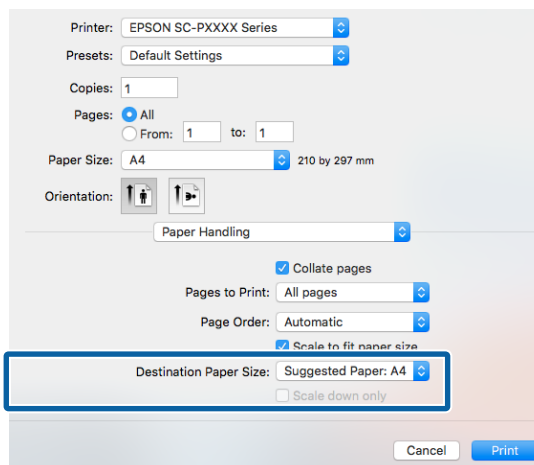 Printer: EPSON SC-PXXXX Series
Presets: Default Settings
Copies: 1
Pages: All
From: 1 to: 1
Paper Size: A4 210 by 297 mm
Orientation:
Paper Handling
Collate pages
Pages to Print: All pages
Page Order: Automatic
Scale to fit paper size
Destination Paper Size: Suggested Paper: A4
Scale down only
Cancel Print